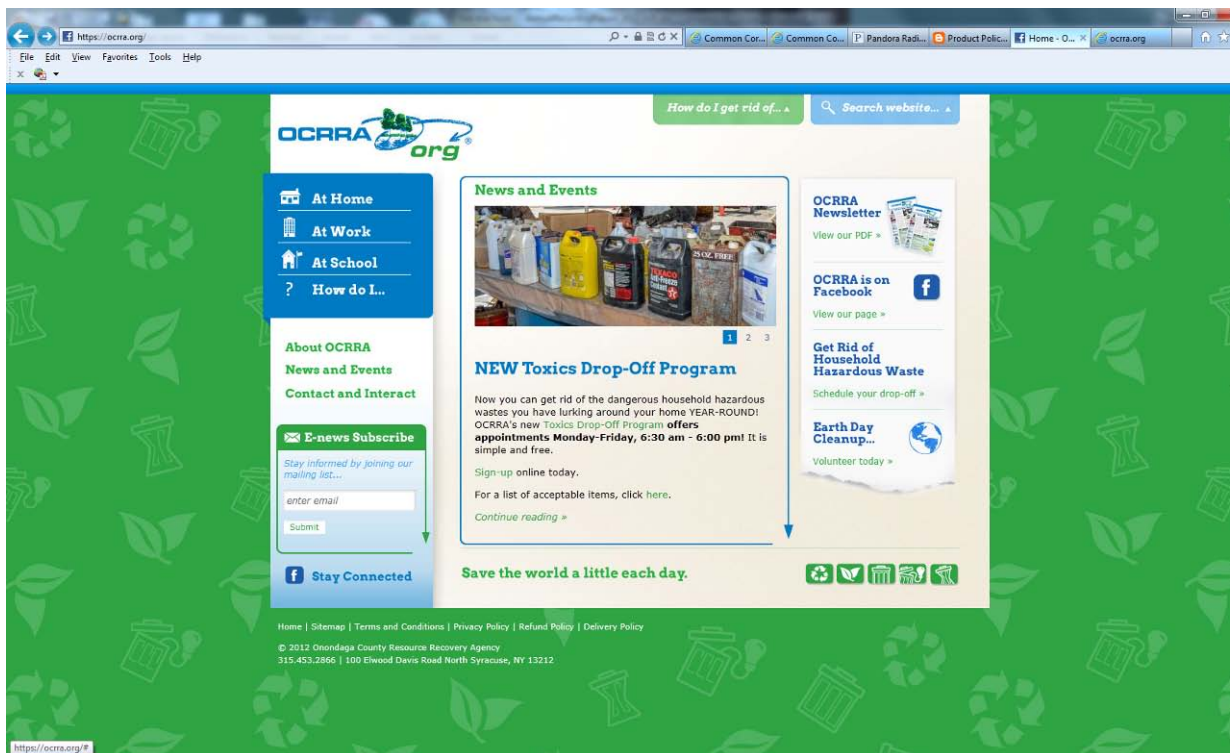 https://ocrra.org/
Common Cor...
Common Co...
Pandora Radi...
Product Polic...
Home - O...
ocrra.org
File Edit View Favorites Tools Help
How do I get rid of...
Search website...
OCRRA
org
At Home
At Work
At School
? How do I...
About OCRRA
News and Events
Contact and Interact
E-news Subscribe
Stay informed by joining our
mailing list...
enter email
Submit
Stay Connected
News and Events
25 OZ. FREE
TEXACO
Anti-Freeze
Coolant
1 2 3
NEW Toxics Drop-Off Program
Now you can get rid of the dangerous household hazardous
wastes you have lurking around your home YEAR-ROUND!
OCRRA's new Toxics Drop-Off Program offers
appointments Monday-Friday, 6:30 am - 6:00 pm! It is
simple and free.
Sign-up online today.
For a list of acceptable items, click here.
Continue reading »
OCRRA
Newsletter
View our PDF »
OCRRA is on
Facebook
View our page »
Get Rid of
Household
Hazardous Waste
Schedule your drop-off »
Earth Day
Cleanup...
Volunteer today »
Save the world a little each day.
Home | Sitemap | Terms and Conditions | Privacy Policy | Refund Policy | Delivery Policy
© 2012 Onondaga County Resource Recovery Agency
315.453.2866 | 100 Elwood Davis Road North Syracuse, NY 13212
https://ocrra.org/#